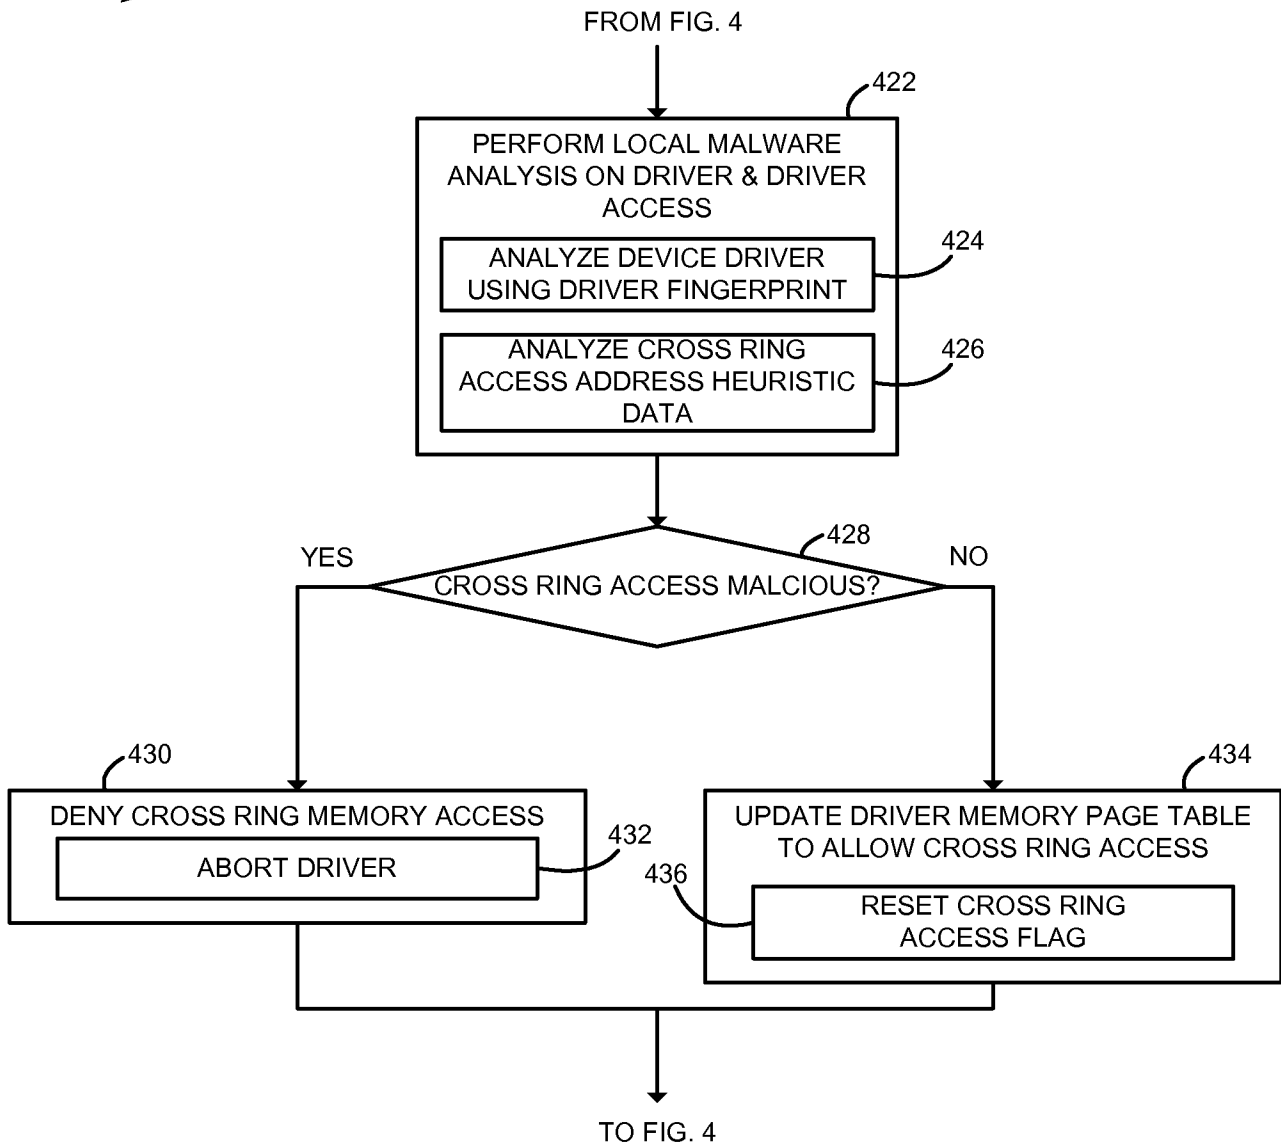 FROM FIG. 4
422
PERFORM LOCAL MALWARE
ANALYSIS ON DRIVER & DRIVER
ACCESS
424
ANALYZE DEVICE DRIVER
USING DRIVER FINGERPRINT
426
ANALYZE CROSS RING
ACCESS ADDRESS HEURISTIC
DATA
428
YES
NO
CROSS RING ACCESS MALCIOUS?
430
DENY CROSS RING MEMORY ACCESS
432
ABORT DRIVER
434
UPDATE DRIVER MEMORY PAGE TABLE
TO ALLOW CROSS RING ACCESS
436
RESET CROSS RING
ACCESS FLAG
TO FIG. 4